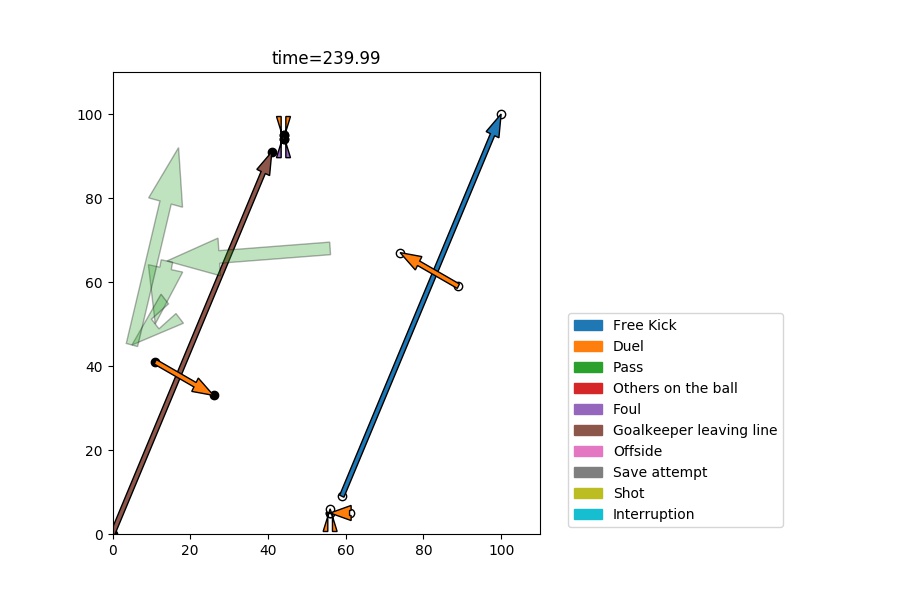 time=239.99
100
80
60
40
20
0
0
20
40
60
80
100
Free Kick
Duel
Pass
Others on the ball
Foul
Goalkeeper leaving line
Offside
Save attempt
Shot
Interruption